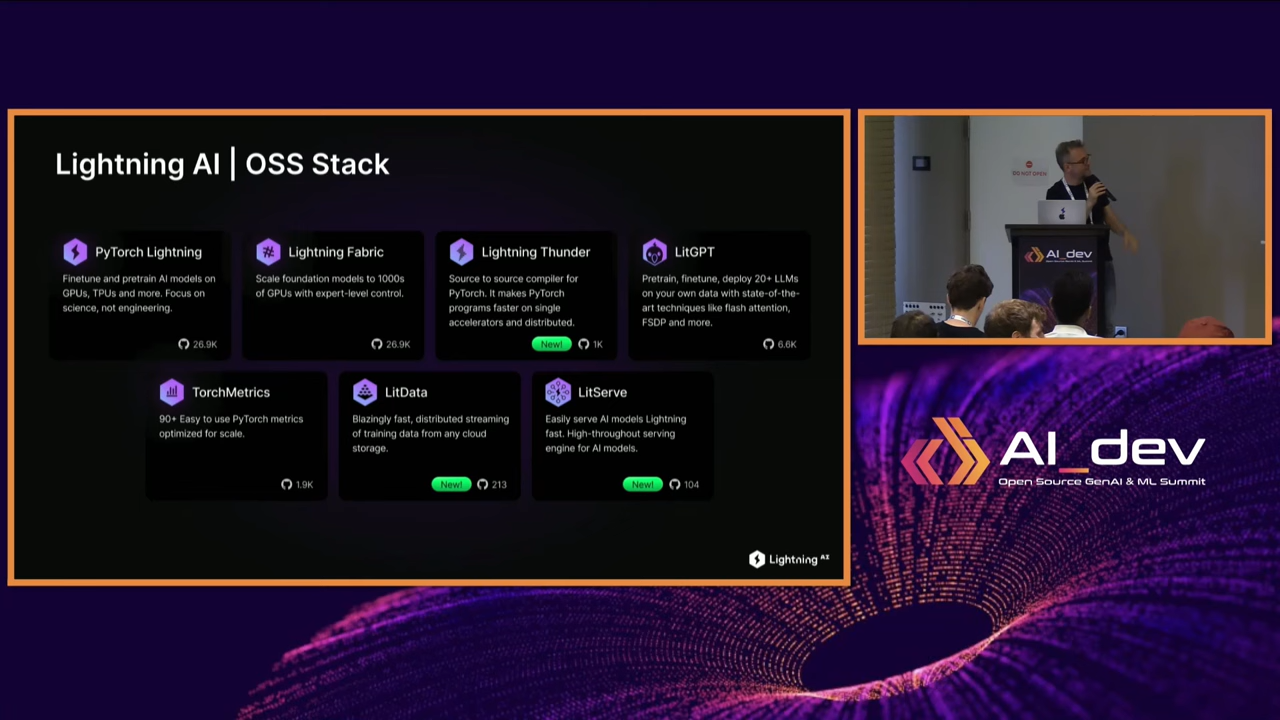 Lightning AI | OSS Stack
PyTorch Lightning
Finetune and pretrain AI models on
GPUs, TPUs and more. Focus on
science, not engineering.
26.9K
Lightning Fabric
Scale foundation models to 1000s
of GPUs with expert-level control.
26.9K
Lightning Thunder
Source to source compiler for
PyTorch. It makes PyTorch
programs faster on single
accelerators and distributed.
New! 1K
LitGPT
Pretrain, finetune, deploy 20+ LLMs
on your own data with state-of-the-
art techniques like flash attention,
FSDP and more.
6.6K
TorchMetrics
90+ Easy to use PyTorch metrics
optimized for scale.
1.9K
LitData
Blazingly fast, distributed streaming
of training data from any cloud
storage.
New! 213
LitServe
Easily serve AI models Lightning
fast. High-throughput serving
engine for AI models.
New! 104
Lightning AI
DO NOT OPEN
AI_dev
AI_dev
Open Source GenAI & ML Summit